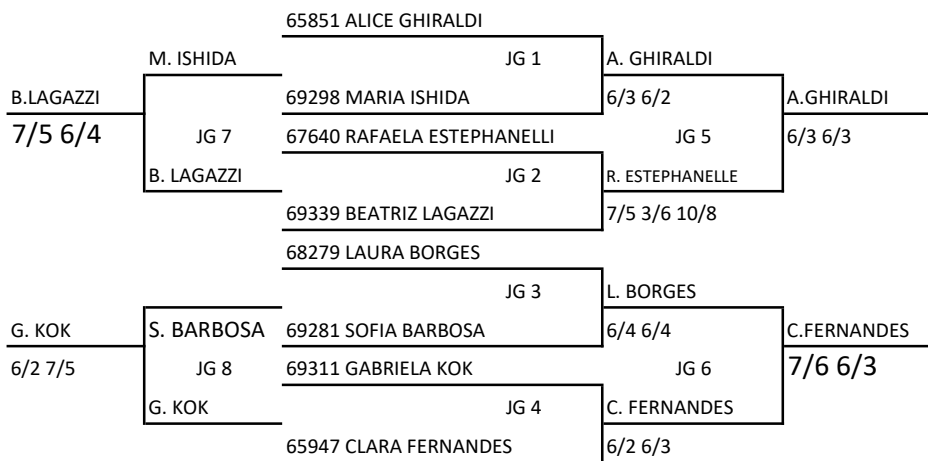 65851 ALICE GHIRALDI
M. ISHIDA JG 1 A. GHIRALDI
B.LAGAZZI 69298 MARIA ISHIDA 6/3 6/2 A.GHIRALDI
7/5 6/4 JG 7 67640 RAFAELA ESTEPHANELLI JG 5 6/3 6/3
B. LAGAZZI JG 2 R. ESTEPHANELLE
69339 BEATRIZ LAGAZZI 7/5 3/6 10/8
68279 LAURA BORGES
JG 3 L. BORGES
G. KOK S. BARBOSA 69281 SOFIA BARBOSA 6/4 6/4 C.FERNANDES
6/2 7/5 JG 8 69311 GABRIELA KOK JG 6 7/6 6/3
G. KOK JG 4 C. FERNANDES
65947 CLARA FERNANDES 6/2 6/3